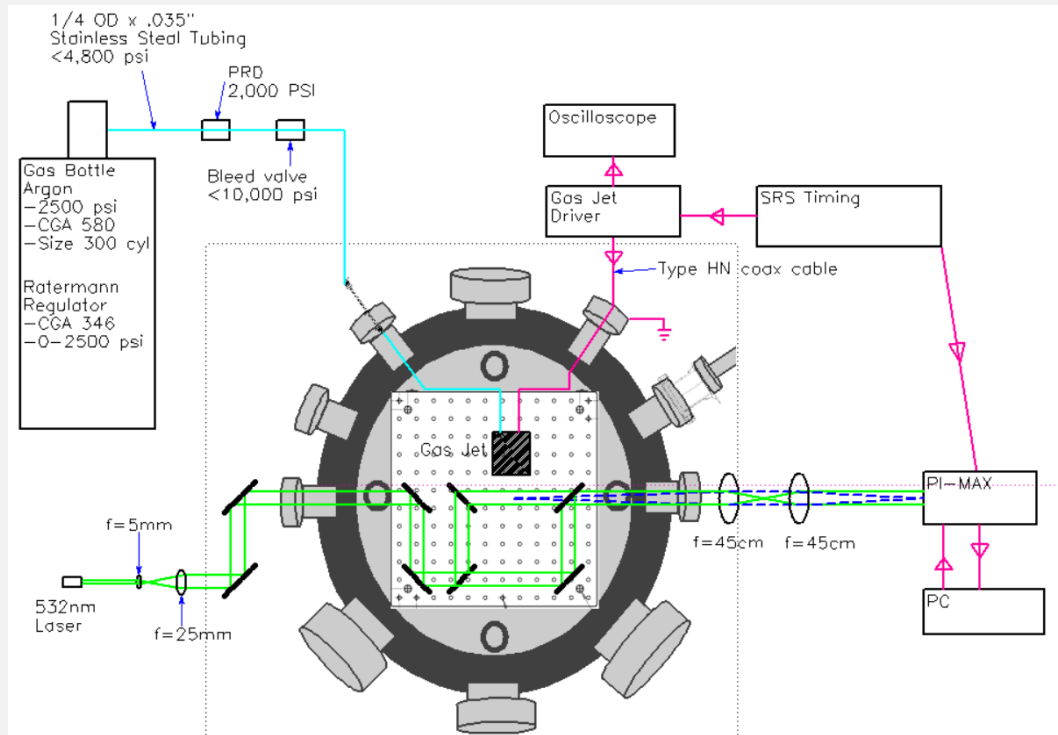 1/4 OD x .035"
Stainless Steal Tubing
<4,800 psi
PRD
2,000 PSI
Bleed valve
<10,000 psi
Gas Bottle
Argon
-2500 psi
-CGA 580
-Size 300 cyl
Ratermann
Regulator
-CGA 346
-0-2500 psi
Oscilloscope
Gas Jet
Driver
SRS Timing
Type HN coax cable
Gas Jet
PI-MAX
f=45cm
f=45cm
PC
f=5mm
532nm
Laser
f=25mm